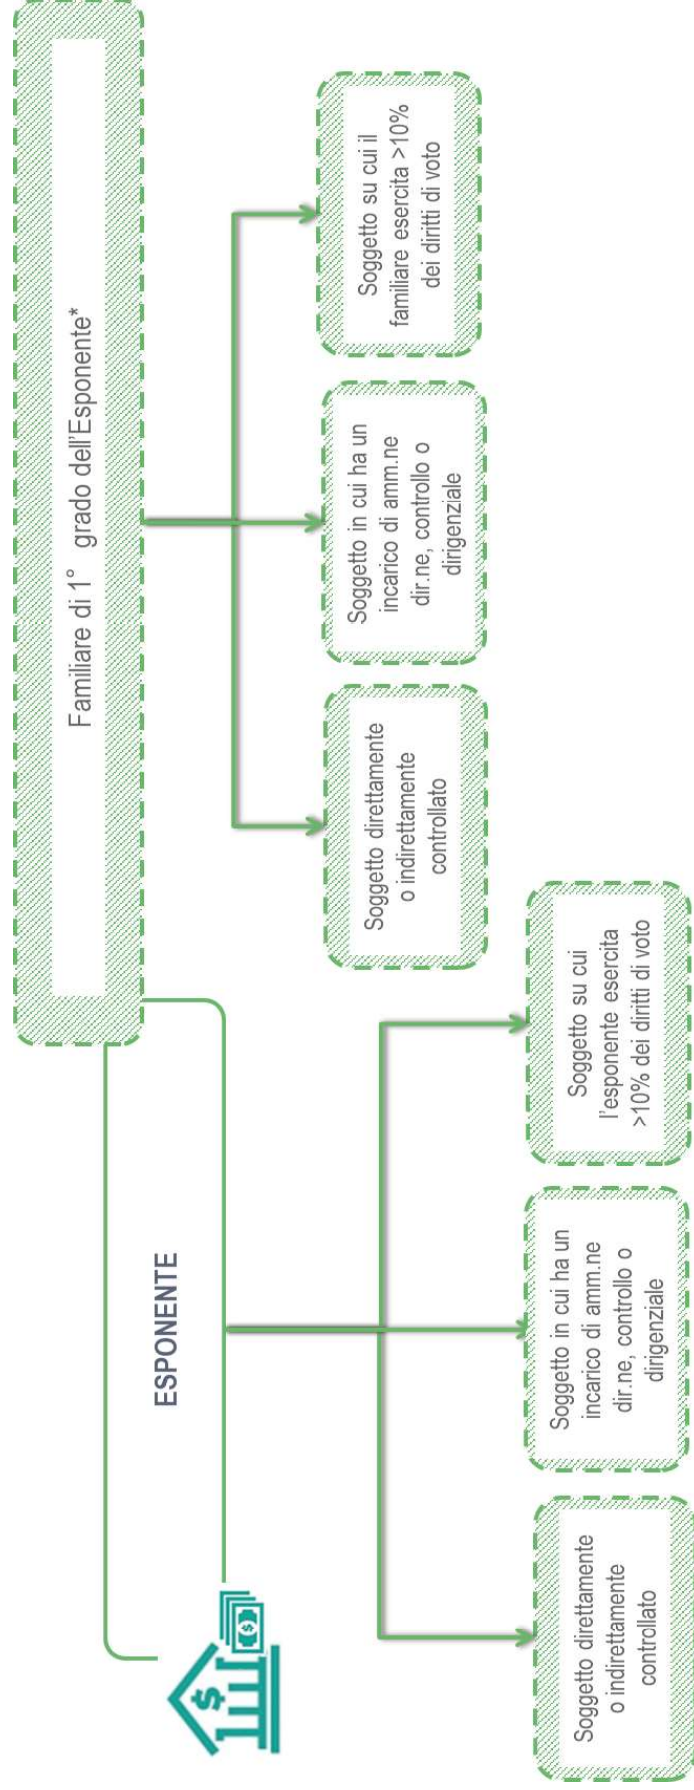 Familiare di 1° grado dell'Esponente*
ESPONENTE
Soggetto direttamente
o indirettamente
controllato
Soggetto in cui ha un
incarico di amm.ne
dir.ne, controllo o
dirigenziale
Soggetto su cui il
familiare esercita >10%
dei diritti di voto
Soggetto direttamente
o indirettamente
controllato
Soggetto in cui ha un
incarico di amm.ne
dir.ne, controllo o
dirigenziale
Soggetto su cui
l'esponente esercita
>10% dei diritti di voto